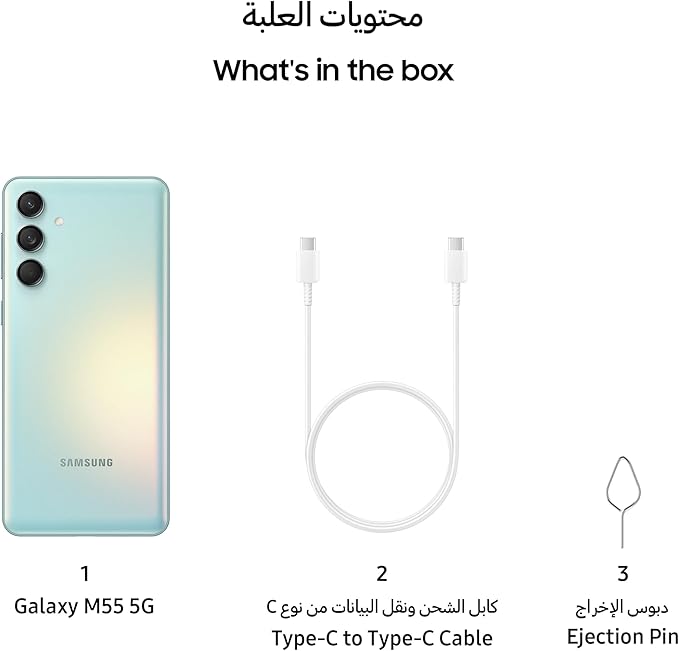 محتويات العلبة
What's in the box
SAMSUNG
1
Galaxy M55 5G
2
كابل الشحن ونقل البيانات من نوع C
Type-C to Type-C Cable
3
دبوس الإخراج
Ejection Pin